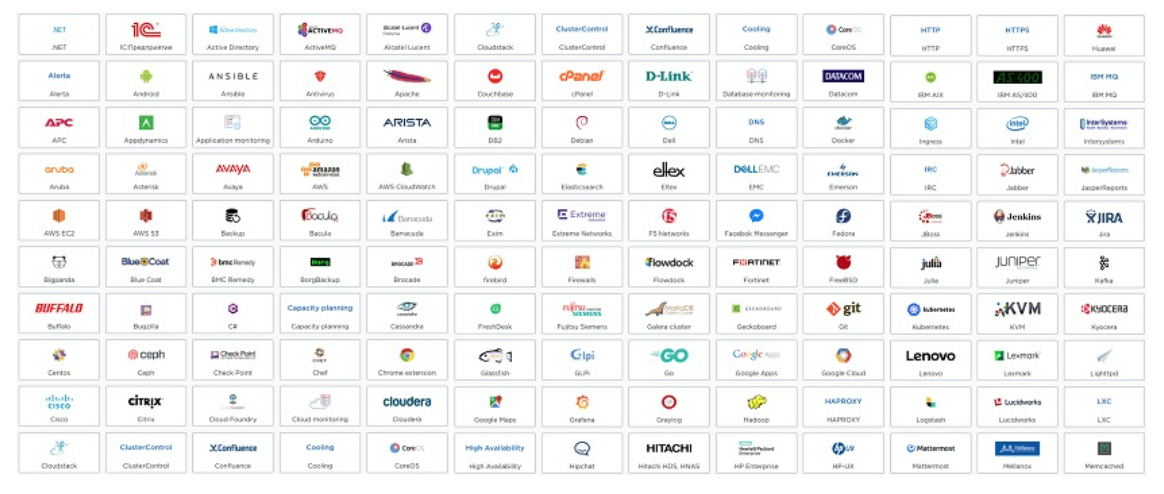 .NET 1C ActiveMQ Alcatel·Lucent ClusterControl Confluence Cooling CoreOS HTTP HTTPS
.NET 1С:Предприятие Active Directory ActiveMQ Alcatel Lucent Cloudstack ClusterControl Confluence Cooling CoreOS HTTP HTTPS Huawei
Alerta ANSIBLE cPanel D-Link DATACOM AS/400 IBM MQ
Alerta Android Ansible Antivirus Apache Couchbase cPanel D-Link Database monitoring Datacom IBM AIX IBM AS/400 IBM MQ
APC ARISTA DNS docker intel InterSystems
APC Appdynamics Application monitoring Arduino Arista DB2 Debian Dell DNS Docker Ingress Intel Intersystems
aruba Asterisk AVAYA amazon webservices Drupal eltex DELLEMC EMERSON IRC Jabber JasperReports
Aruba Asterisk Avaya AWS AWS CloudWatch Drupal Elasticsearch Eltex EMC Emerson IRC Jabber JasperReports
Bacula Barracuda Extreme JBoss Jenkins JIRA
AWS EC2 AWS S3 Backup Bacula Barracuda Exim Extreme Networks F5 Networks Facebok Messenger Fedora JBoss Jenkins Jira
Blue Coat bmc Remedy Borg BROCADE flowdock FORTINET julia JUNIPER
Bigpanda Blue Coat BMC Remedy BorgBackup Brocade firebird Firewalls Flowdock Fortinet FreeBSD Julia Juniper Kafka
BUFFALO Capacity planning cassandra FUJITSU SIEMENS MariaDB GECKOBOARD git kubernetes KVM KYOCERA
Buffalo Bugzilla C# Capacity planning Cassandra FreshDesk Fujitsu Siemens Galera cluster Geckoboard Git Kubernetes KVM Kyocera
ceph Check Point CHEF Glpi GO Google Apps Lenovo Lexmark
Centos Ceph Check Point Chef Chrome extension Glassfish GLPi Go Google Apps Google Cloud Lenovo Lexmark Lighttpd
CISCO CITRIX cloudera HAPROXY Lucidworks LXC
Cisco Citrix Cloud Foundry Cloud monitoring Cloudera Google Maps Grafana Graylog Hadoop HAPROXY Logstash Lucidworks LXC
ClusterControl Confluence Cooling CoreOS High Availability HITACHI Hewlett Packard Enterprise HP UX Mattermost Mellanox
Cloudstack ClusterControl Confluence Cooling CoreOS High Availability Hipchat Hitachi HDS, HNAS HP Enterprise HP-UX Mattermost Mellanox Memcached